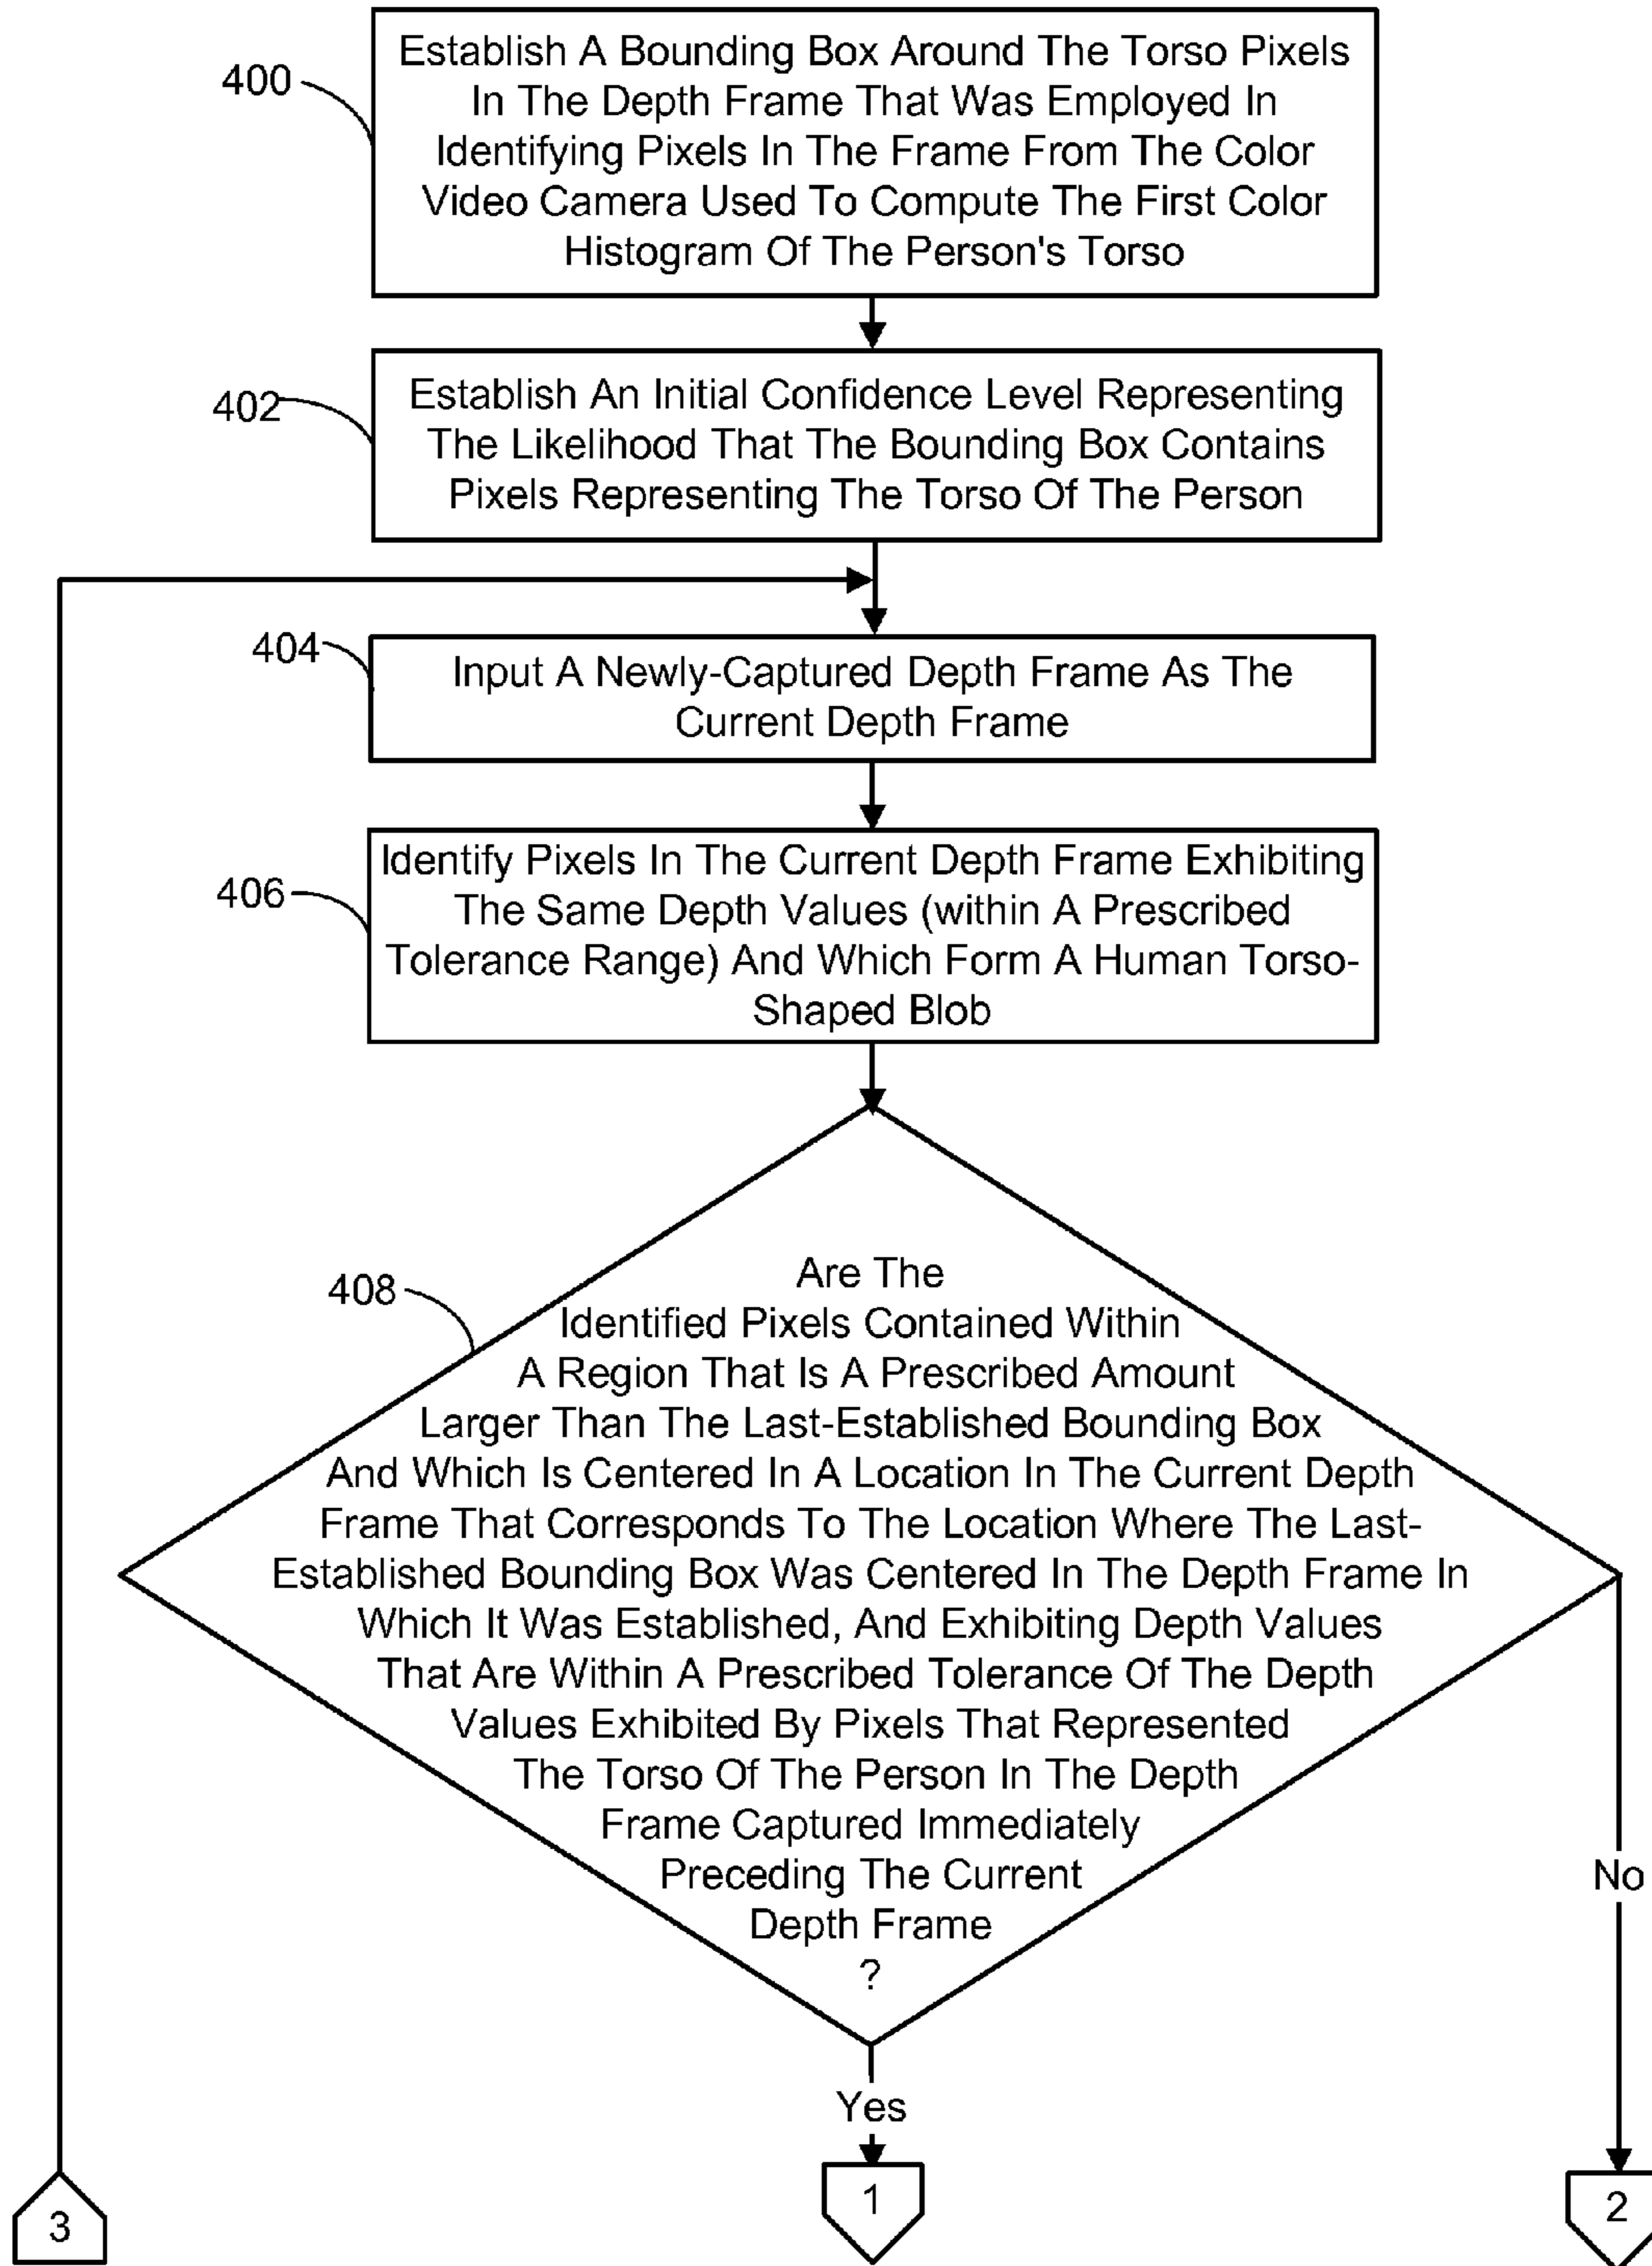 400
Establish A Bounding Box Around The Torso Pixels
In The Depth Frame That Was Employed In
Identifying Pixels In The Frame From The Color
Video Camera Used To Compute The First Color
Histogram Of The Person's Torso
402
Establish An Initial Confidence Level Representing
The Likelihood That The Bounding Box Contains
Pixels Representing The Torso Of The Person
404
Input A Newly-Captured Depth Frame As The
Current Depth Frame
406
Identify Pixels In The Current Depth Frame Exhibiting
The Same Depth Values (within A Prescribed
Tolerance Range) And Which Form A Human Torso-
Shaped Blob
408
Are The
Identified Pixels Contained Within
A Region That Is A Prescribed Amount
Larger Than The Last-Established Bounding Box
And Which Is Centered In A Location In The Current Depth
Frame That Corresponds To The Location Where The Last-
Established Bounding Box Was Centered In The Depth Frame In
Which It Was Established, And Exhibiting Depth Values
That Are Within A Prescribed Tolerance Of The Depth
Values Exhibited By Pixels That Represented
The Torso Of The Person In The Depth
Frame Captured Immediately
Preceding The Current
Depth Frame
?
No
Yes
3
1
2